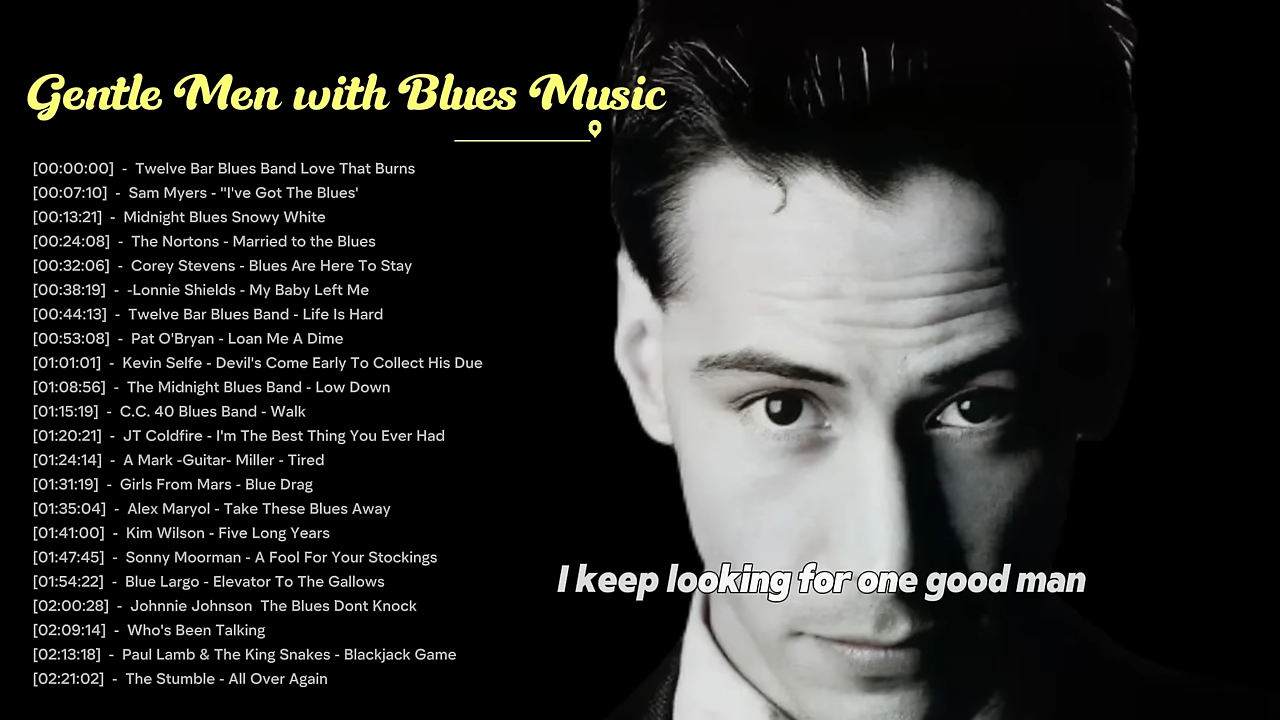 Gentle Men with Blues Music
[00:00:00] - Twelve Bar Blues Band Love That Burns
[00:07:10] - Sam Myers - "I've Got The Blues'
[00:13:21] - Midnight Blues Snowy White
[00:24:08] - The Nortons - Married to the Blues
[00:32:06] - Corey Stevens - Blues Are Here To Stay
[00:38:19] - -Lonnie Shields - My Baby Left Me
[00:44:13] - Twelve Bar Blues Band - Life Is Hard
[00:53:08] - Pat O'Bryan - Loan Me A Dime
[01:01:01] - Kevin Selfe - Devil's Come Early To Collect His Due
[01:08:56] - The Midnight Blues Band - Low Down
[01:15:19] - C.C. 40 Blues Band - Walk
[01:20:21] - JT Coldfire - I'm The Best Thing You Ever Had
[01:24:14] - A Mark -Guitar- Miller - Tired
[01:31:19] - Girls From Mars - Blue Drag
[01:35:04] - Alex Maryol - Take These Blues Away
[01:41:00] - Kim Wilson - Five Long Years
[01:47:45] - Sonny Moorman - A Fool For Your Stockings
[01:54:22] - Blue Largo - Elevator To The Gallows
[02:00:28] - Johnnie Johnson  The Blues Dont Knock
[02:09:14] - Who's Been Talking
[02:13:18] - Paul Lamb & The King Snakes - Blackjack Game
[02:21:02] - The Stumble - All Over Again
I keep looking for one good man